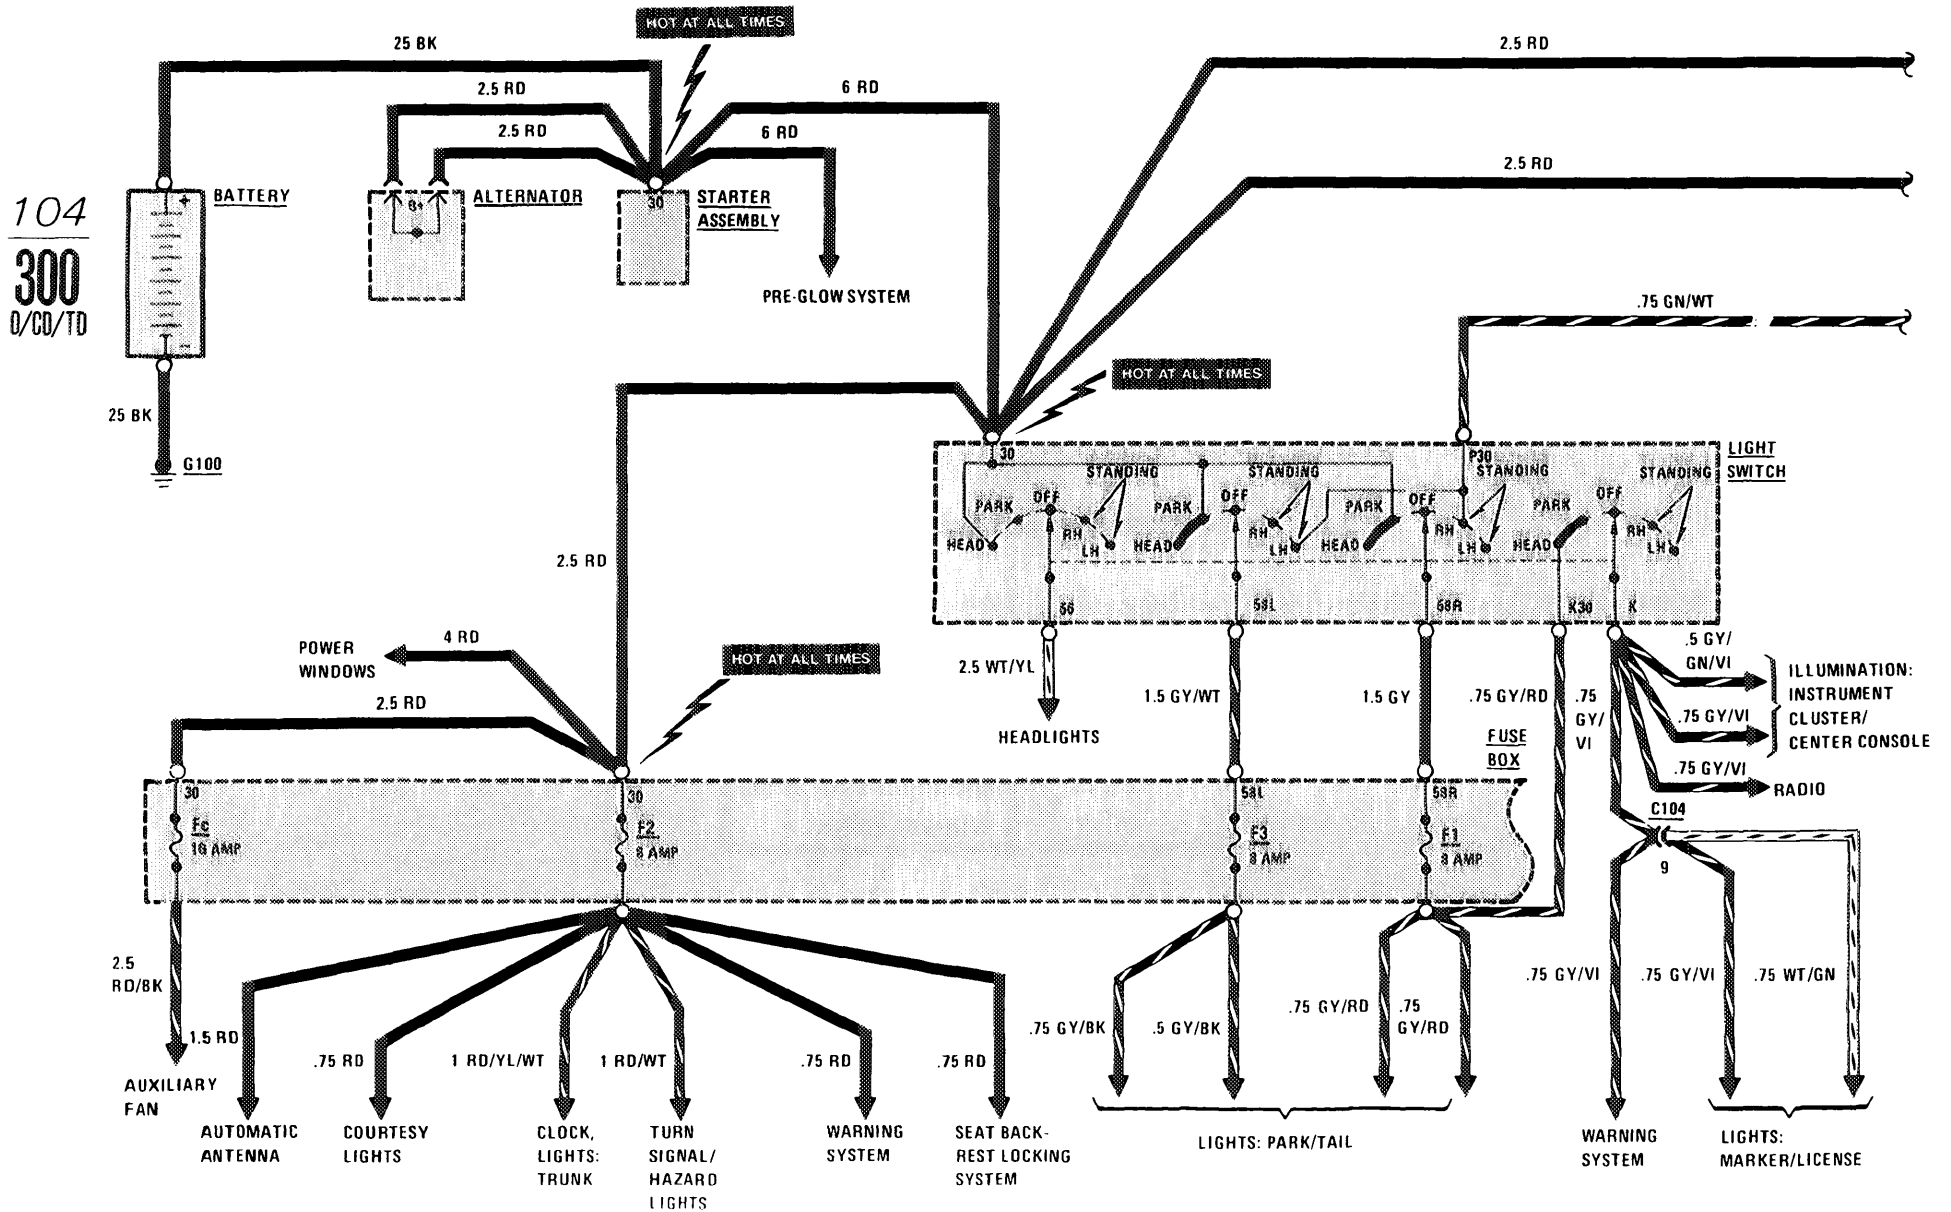 HOT AT ALL TIMES
25 BK
2.5 RD
2.5 RD
6 RD
6 RD
2.5 RD
2.5 RD
104
300
D/CD/TD
BATTERY
+
-
B+
ALTERNATOR
30
STARTER
ASSEMBLY
PRE-GLOW SYSTEM
.75 GN/WT
25 BK
G100
HOT AT ALL TIMES
30
P30
LIGHT
SWITCH
STANDING
STANDING
STANDING
STANDING
PARK
OFF
PARK
OFF
PARK
OFF
PARK
OFF
HEAD
RH
LH
HEAD
RH
LH
HEAD
RH
LH
HEAD
RH
LH
56
58L
58R
K30
K
2.5 RD
POWER
WINDOWS
4 RD
HOT AT ALL TIMES
2.5 RD
2.5 WT/YL
HEADLIGHTS
1.5 GY/WT
1.5 GY
.75 GY/RD
.75
GY/
VI
.5 GY/
GN/VI
.75 GY/VI
.75 GY/VI
ILLUMINATION:
INSTRUMENT
CLUSTER/
CENTER CONSOLE
RADIO
FUSE
BOX
C104
9
30
Fc
16 AMP
30
F2
8 AMP
58L
F3
8 AMP
58R
F1
8 AMP
2.5
RD/BK
1.5 RD
.75 RD
1 RD/YL/WT
1 RD/WT
.75 RD
.75 RD
.75 GY/BK
.5 GY/BK
.75 GY/RD
.75
GY/RD
.75 GY/VI
.75 GY/VI
.75 WT/GN
AUXILIARY
FAN
AUTOMATIC
ANTENNA
COURTESY
LIGHTS
CLOCK,
LIGHTS:
TRUNK
TURN
SIGNAL/
HAZARD
LIGHTS
WARNING
SYSTEM
SEAT BACK-
REST LOCKING
SYSTEM
LIGHTS: PARK/TAIL
WARNING
SYSTEM
LIGHTS:
MARKER/LICENSE